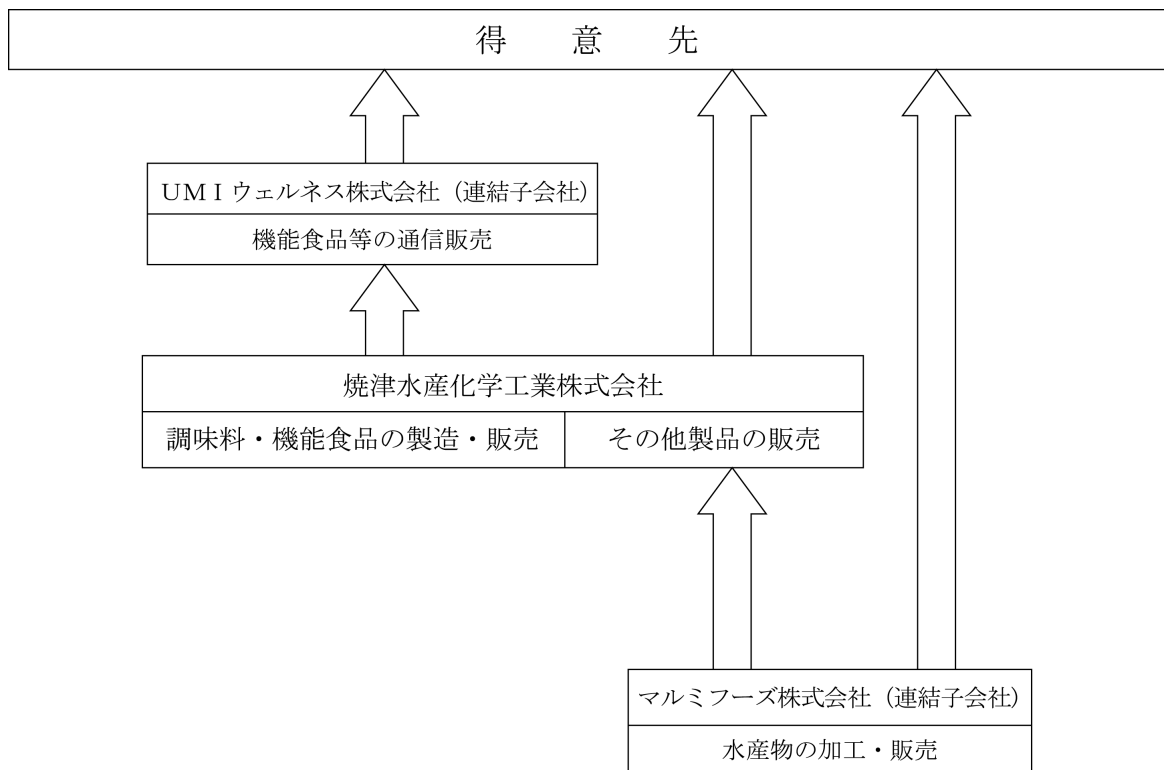 得　意　先
ＵＭＩウェルネス株式会社（連結子会社）
機能食品等の通信販売
焼津水産化学工業株式会社
調味料・機能食品の製造・販売
その他製品の販売
マルミフーズ株式会社（連結子会社）
水産物の加工・販売